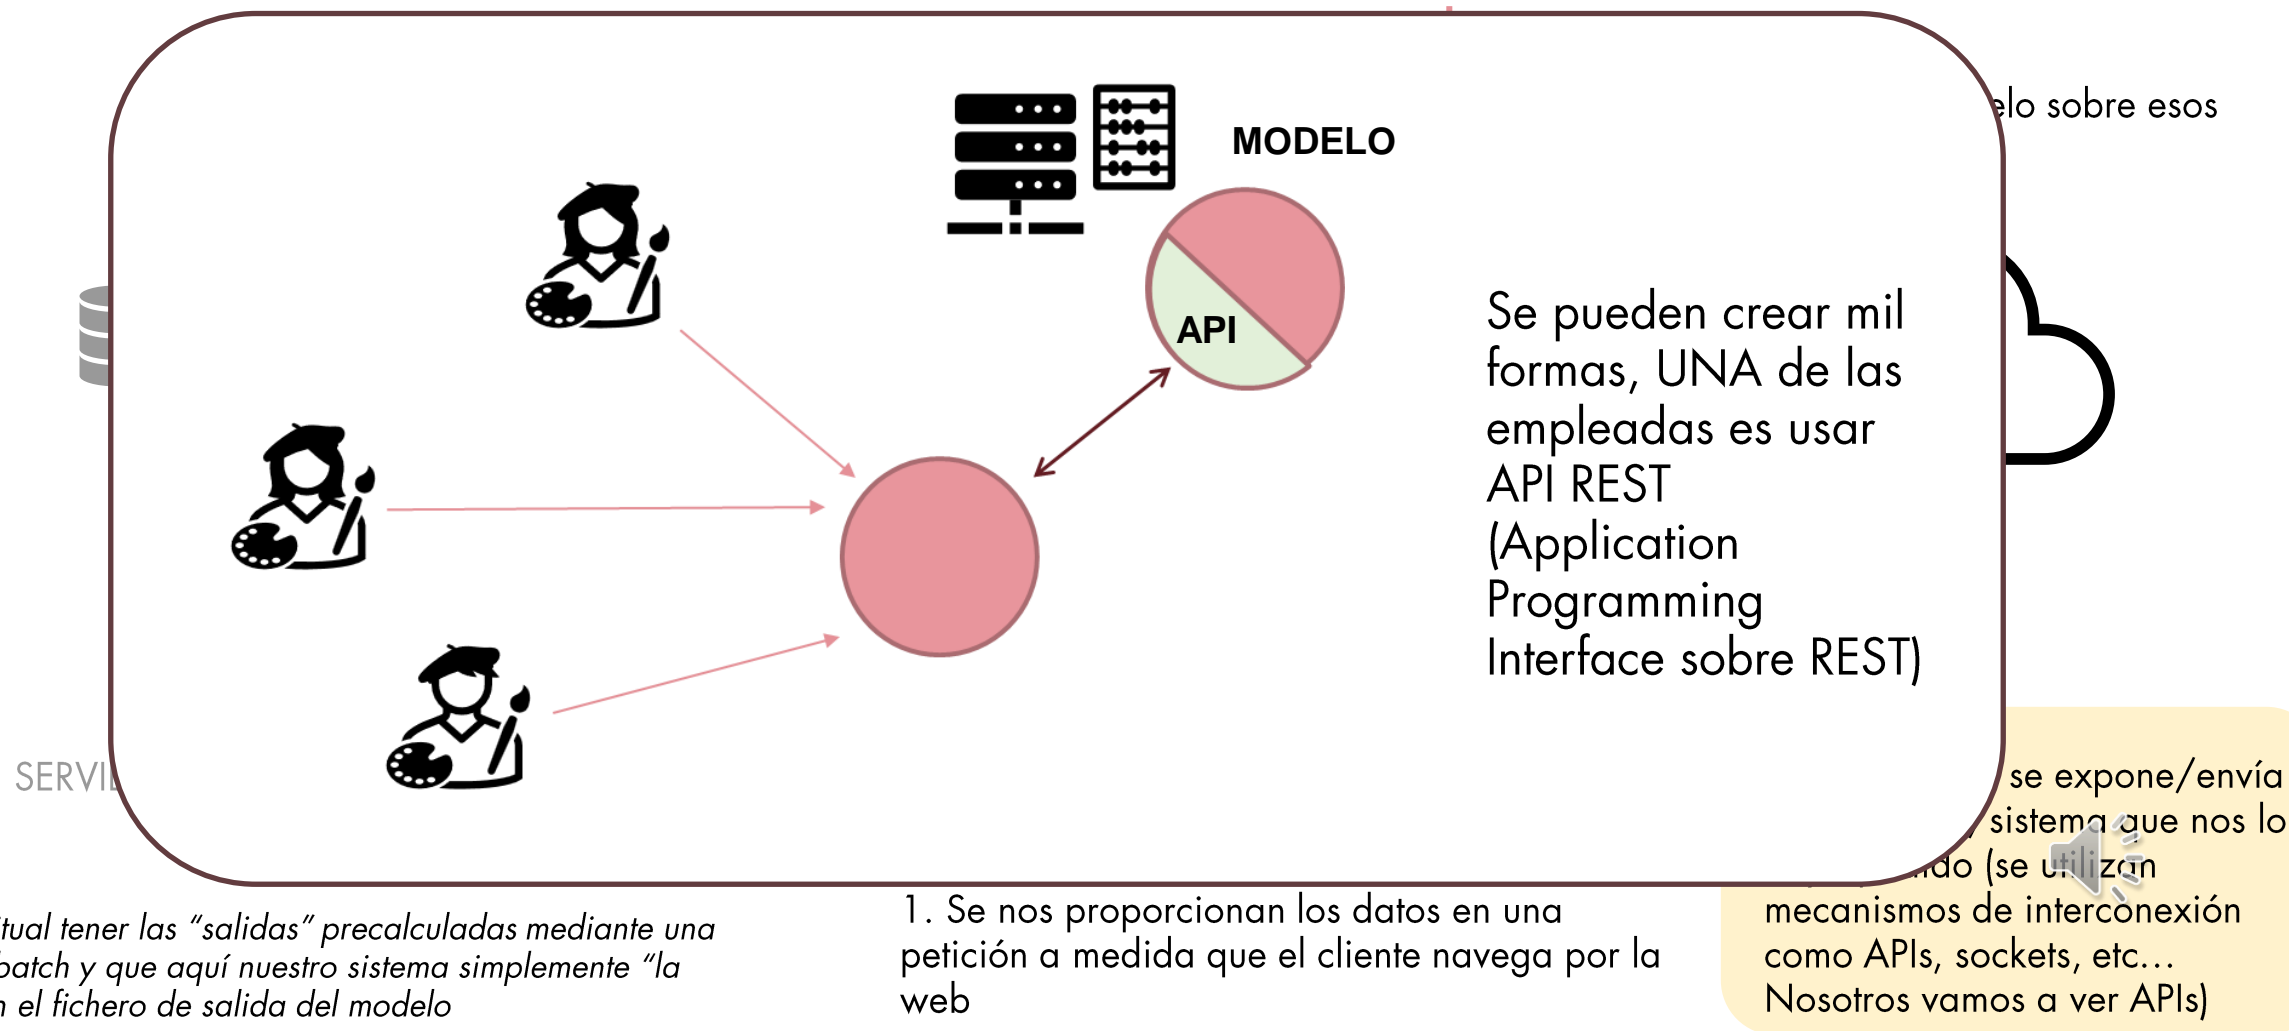 MODELO
elo sobre esos
API
Se pueden crear mil
formas, UNA de las
empleadas es usar
API REST
(Application
Programming
Interface sobre REST)
SERVI
se expone/envía
sistema que nos lo
do (se utilizan
mecanismos de interconexión
como APIs, sockets, etc...
Nosotros vamos a ver APIs)
1. Se nos proporcionan los datos en una
petición a medida que el cliente navega por la
web
itual tener las “salidas” precalculadas mediante una
batch y que aquí nuestro sistema simplemente “la
n el fichero de salida del modelo